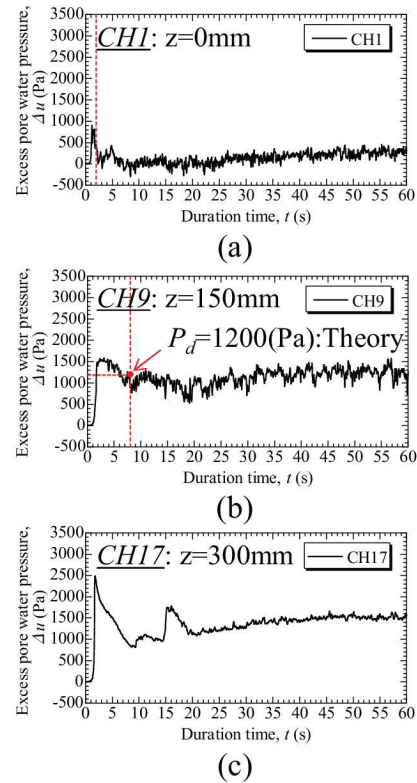 3500
CH1: z=0mm
CH1
3000
2500
2000
1500
1000
500
0
-500
Excess pore water pressure,
Δu (Pa)
0 5 10 15 20 25 30 35 40 45 50 55 60
Duration time, t (s)
(a)
3500
CH9: z=150mm
CH9
3000
2500
P_d=1200(Pa):Theory
2000
1500
1000
500
0
-500
Excess pore water pressure,
Δu (Pa)
0 5 10 15 20 25 30 35 40 45 50 55 60
Duration time, t (s)
(b)
3500
CH17: z=300mm
CH17
3000
2500
2000
1500
1000
500
0
-500
Excess pore water pressure,
Δu (Pa)
0 5 10 15 20 25 30 35 40 45 50 55 60
Duration time, t (s)
(c)